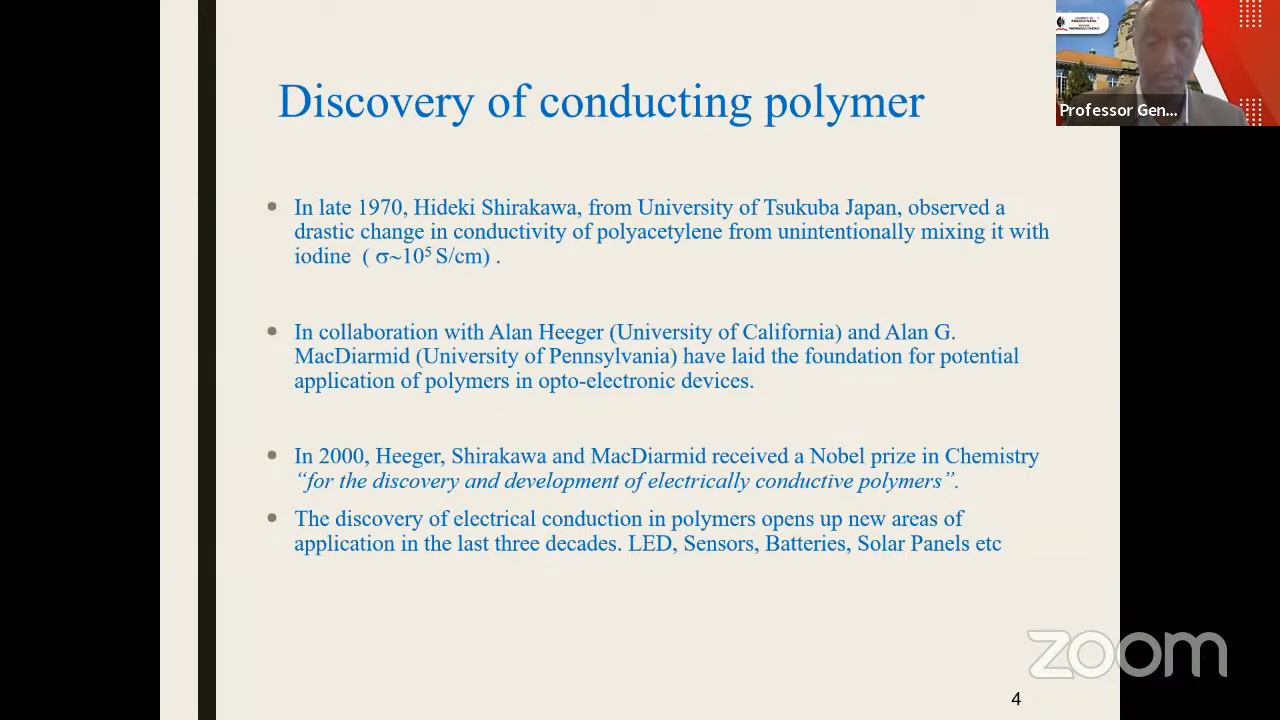 Discovery of conducting polymer
Professor Gen...
In late 1970, Hideki Shirakawa, from University of Tsukuba Japan, observed a
drastic change in conductivity of polyacetylene from unintentionally mixing it with
iodine ( σ~10⁵ S/cm) .
In collaboration with Alan Heeger (University of California) and Alan G.
MacDiarmid (University of Pennsylvania) have laid the foundation for potential
application of polymers in opto-electronic devices.
In 2000, Heeger, Shirakawa and MacDiarmid received a Nobel prize in Chemistry
“for the discovery and development of electrically conductive polymers”.
The discovery of electrical conduction in polymers opens up new areas of
application in the last three decades. LED, Sensors, Batteries, Solar Panels etc
zoom
4